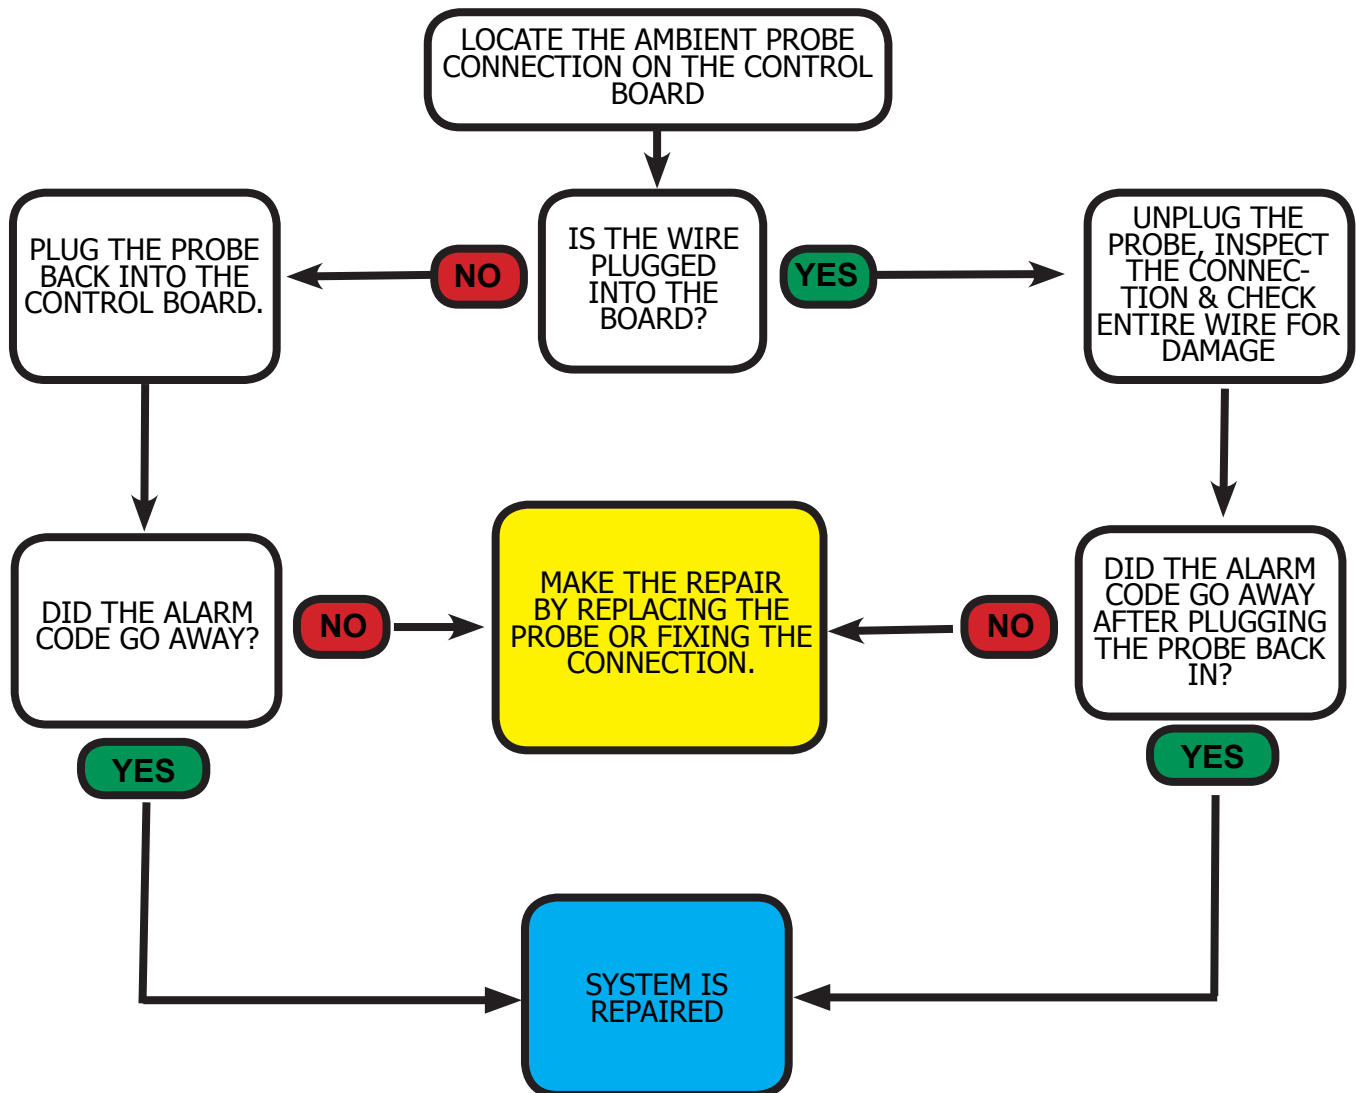 LOCATE THE AMBIENT PROBE
CONNECTION ON THE CONTROL
BOARD
PLUG THE PROBE
BACK INTO THE
CONTROL BOARD.
NO
IS THE WIRE
PLUGGED
INTO THE
BOARD?
YES
UNPLUG THE
PROBE, INSPECT
THE CONNEC-
TION & CHECK
ENTIRE WIRE FOR
DAMAGE
DID THE ALARM
CODE GO AWAY?
NO
MAKE THE REPAIR
BY REPLACING THE
PROBE OR FIXING THE
CONNECTION.
NO
DID THE ALARM
CODE GO AWAY
AFTER PLUGGING
THE PROBE BACK
IN?
YES
YES
SYSTEM IS
REPAIRED